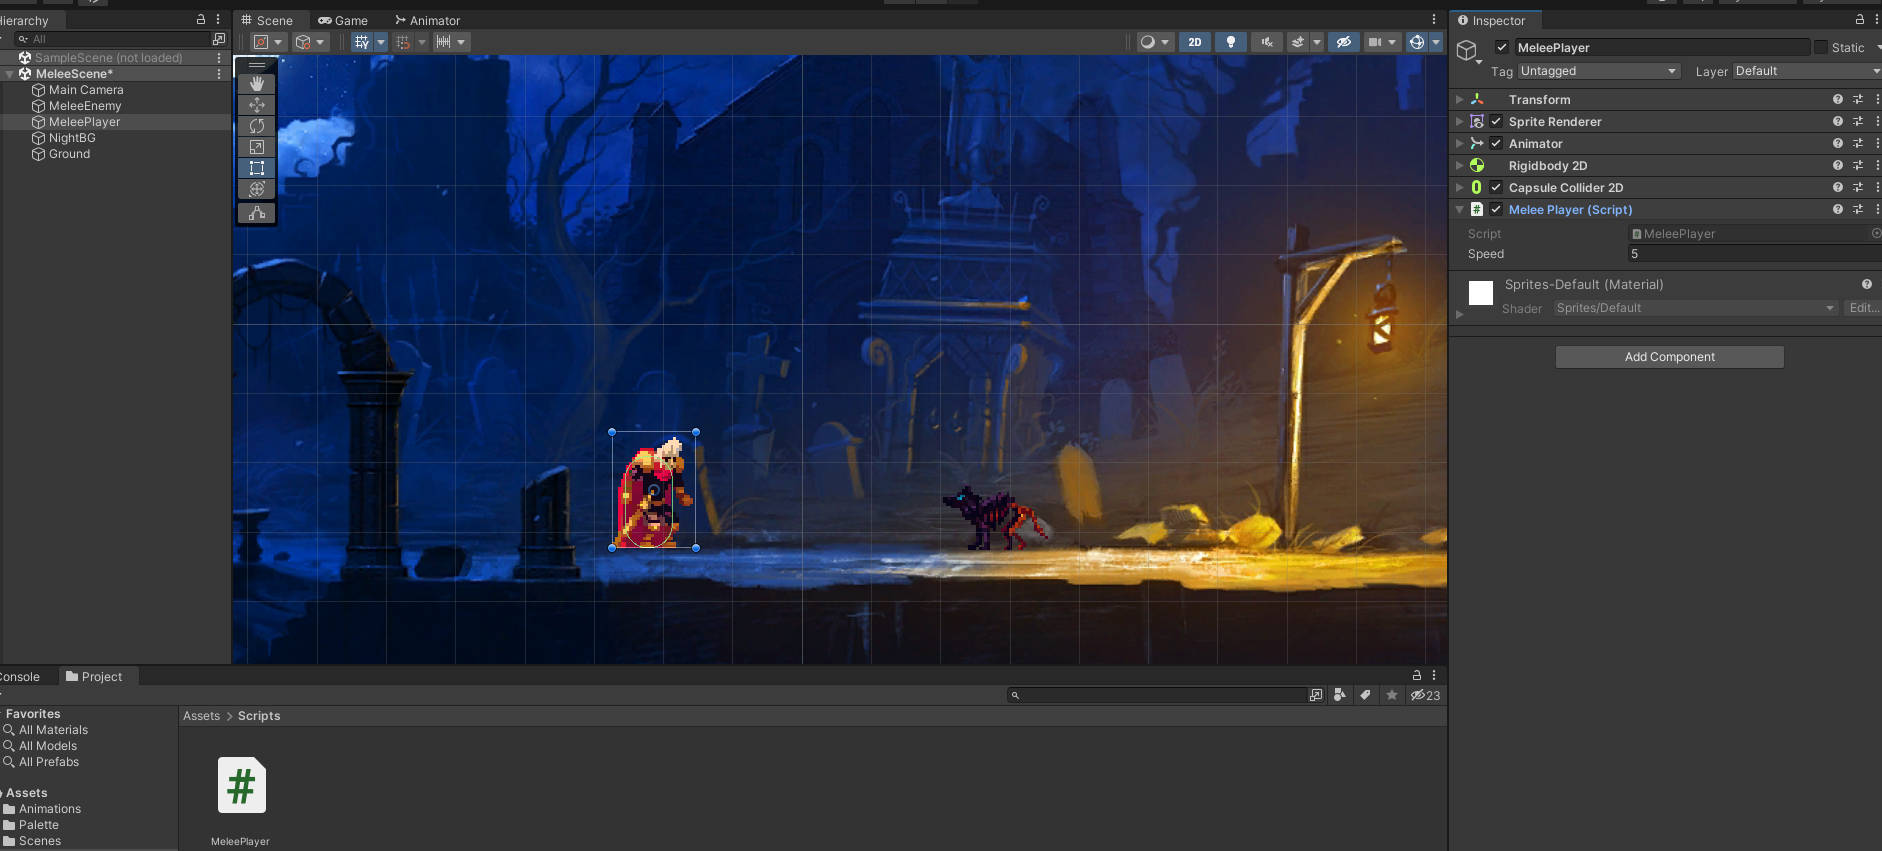 Hierarchy
All
SampleScene (not loaded)
MeleeScene*
Main Camera
MeleeEnemy
MeleePlayer
NightBG
Ground
Scene
Game
Animator
2D
Inspector
MeleePlayer
Static
Tag Untagged
Layer Default
Transform
Sprite Renderer
Animator
Rigidbody 2D
Capsule Collider 2D
# Melee Player (Script)
Script MeleePlayer
Speed 5
Sprites-Default (Material)
Shader Sprites/Default Edit...
Add Component
Console
Project
23
Favorites
All Materials
All Models
All Prefabs
Assets
Animations
Palette
Scenes
Assets > Scripts
#
MeleePlayer